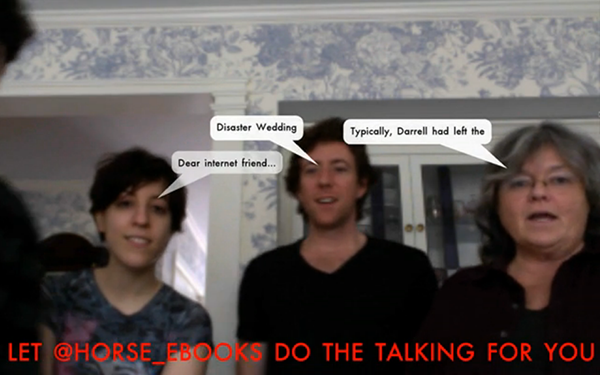 Disaster Wedding
Typically, Darrell had left the
Dear internet friend...
LET @HORSE_EBOOKS DO THE TALKING FOR YOU